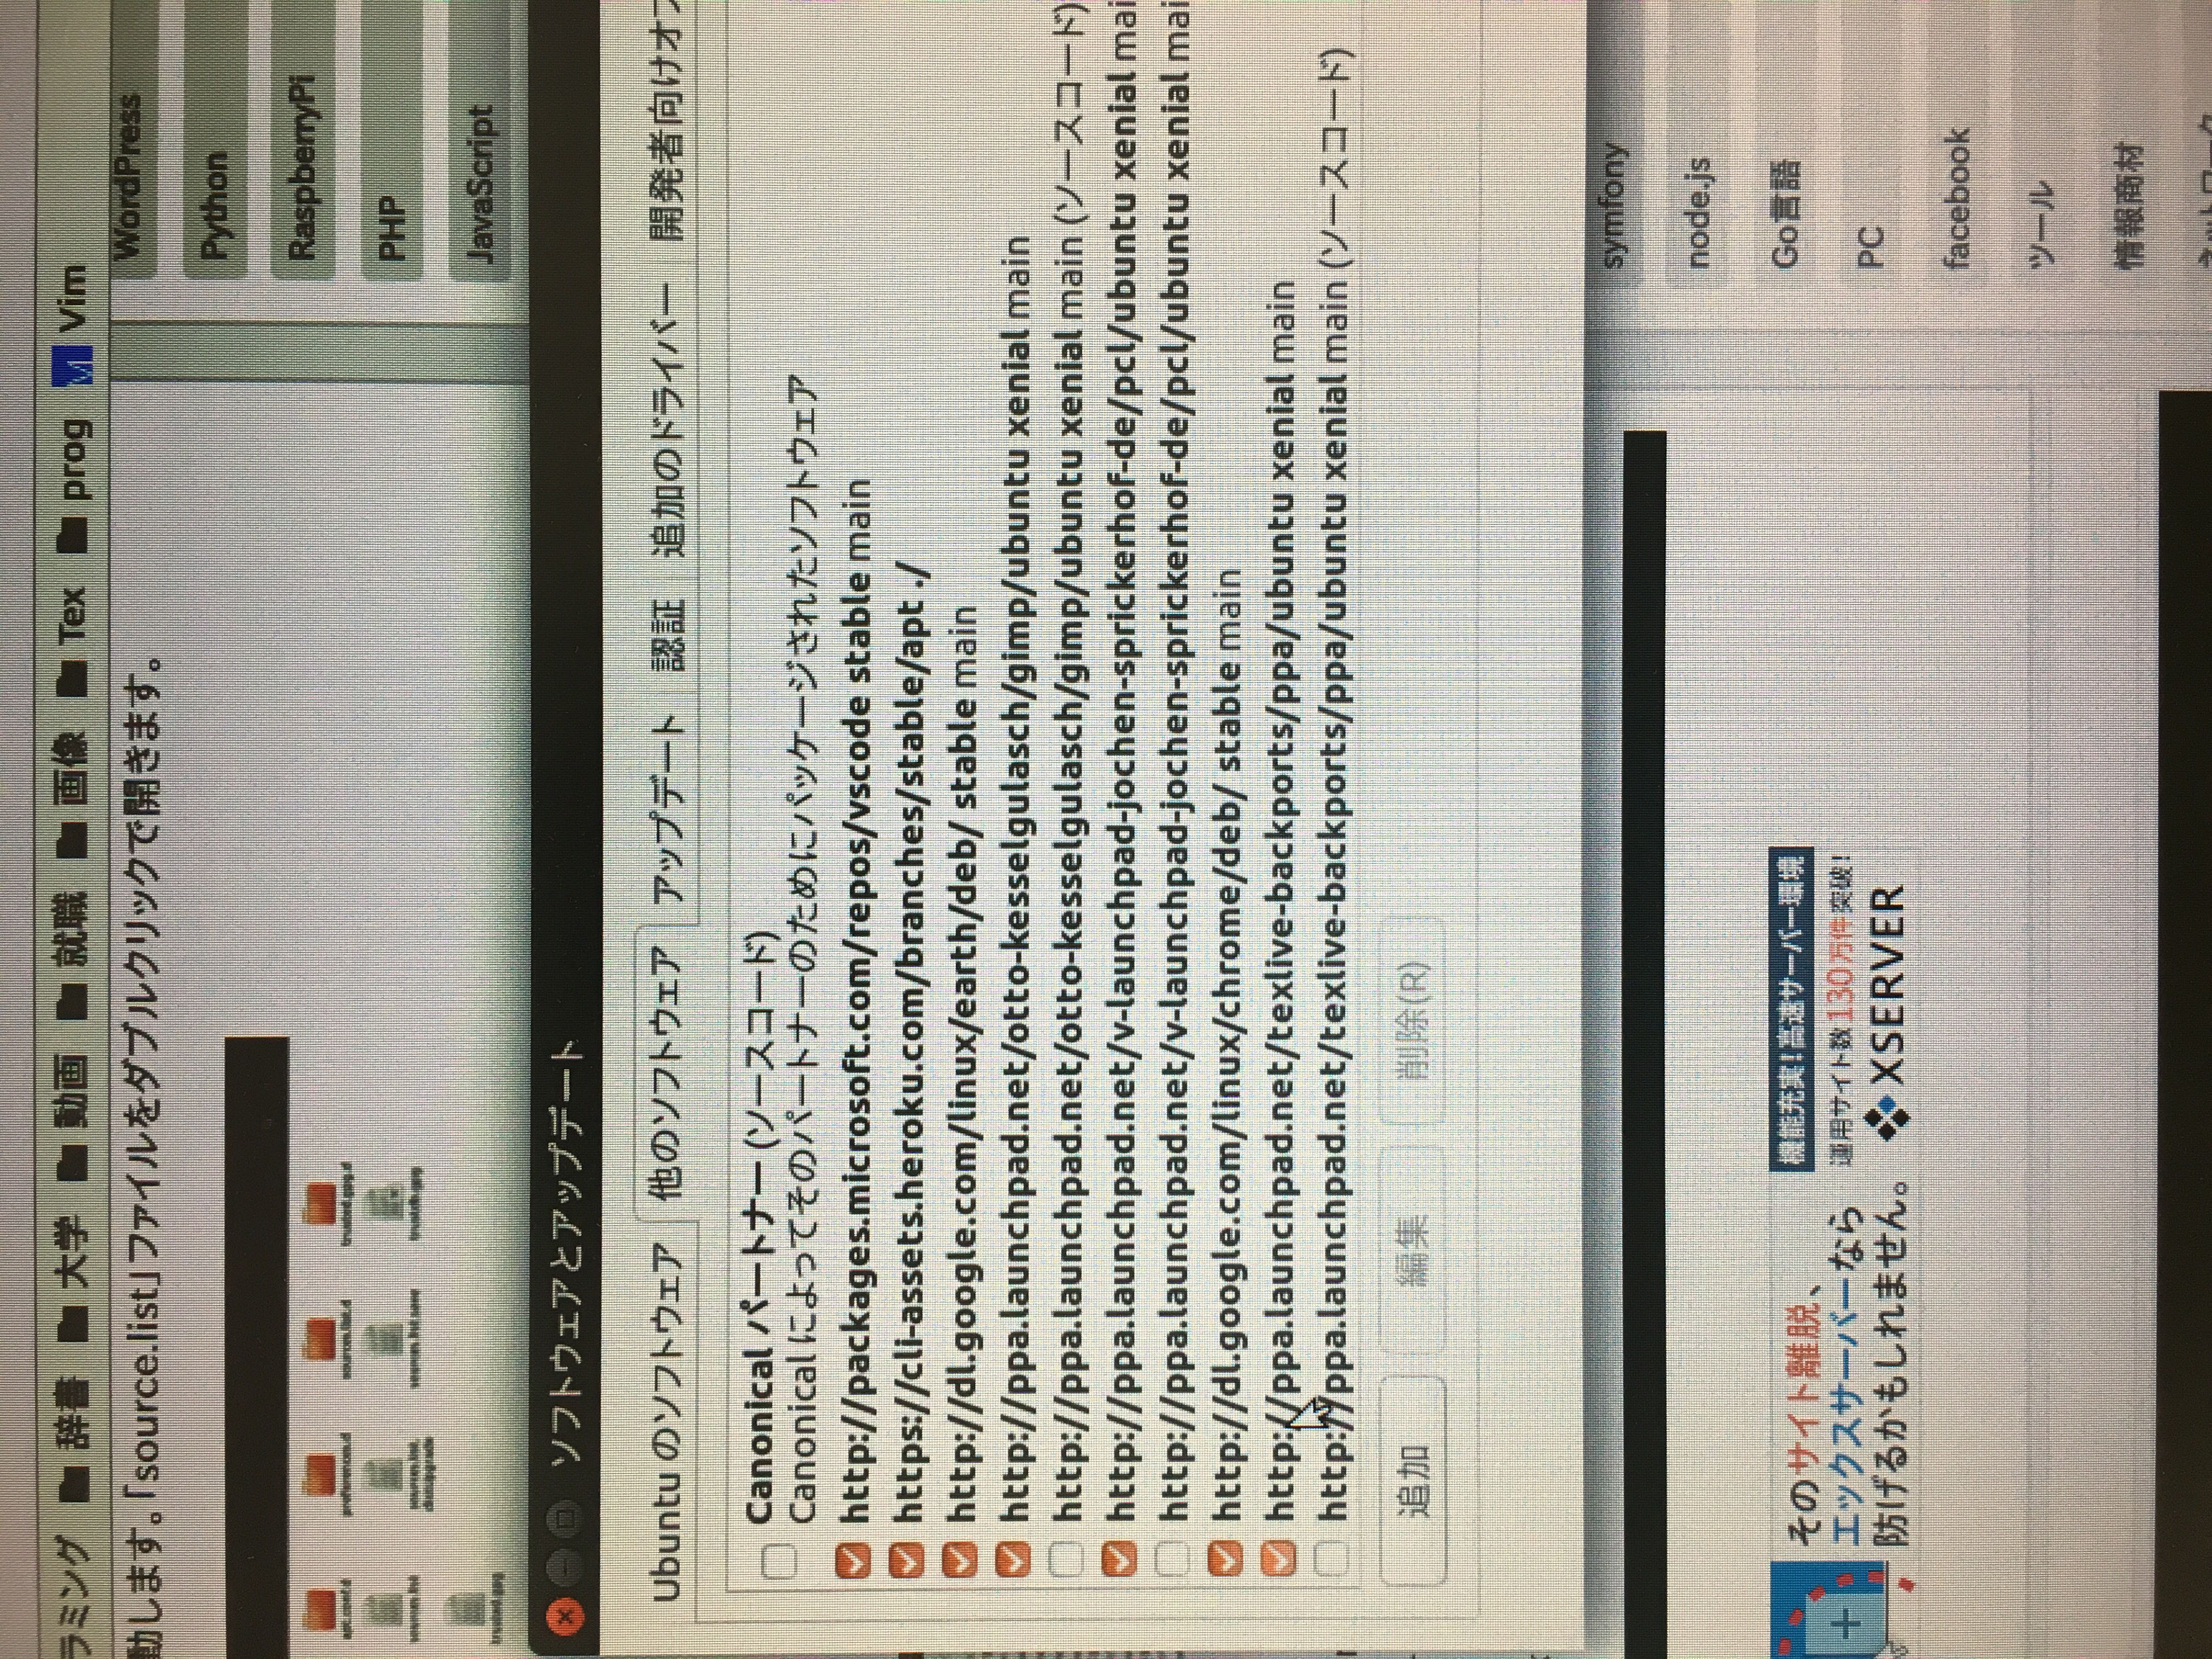 ラミング 辞書 大学 動画 就職 画像 Tex prog Vim
動します。「source.list」ファイルをダブルクリックで開きます。
WordPress
Python
RaspberryPi
PHP
JavaScript
apt.conf.d preferences.d sources.list.d trusted.gpg.d
sources.list sources.list. sources.list.save trustdb.gpg
distUpgrade
trusted.gpg
ソフトウェアとアップデート
Ubuntu のソフトウェア 他のソフトウェア アップデート 認証 追加のドライバー 開発者向けオプ
Canonical パートナー (ソースコード)
Canonical によってそのパートナーのためにパッケージされたソフトウェア
http://packages.microsoft.com/repos/vscode stable main
https://cli-assets.heroku.com/branches/stable/apt ./
http://dl.google.com/linux/earth/deb/ stable main
http://ppa.launchpad.net/otto-kesselgulasch/gimp/ubuntu xenial main
http://ppa.launchpad.net/otto-kesselgulasch/gimp/ubuntu xenial main (ソースコード)
http://ppa.launchpad.net/v-launchpad-jochen-sprickerhof-de/pcl/ubuntu xenial mai
http://ppa.launchpad.net/v-launchpad-jochen-sprickerhof-de/pcl/ubuntu xenial mai
http://dl.google.com/linux/chrome/deb/ stable main
http://ppa.launchpad.net/texlive-backports/ppa/ubuntu xenial main
http://ppa.launchpad.net/texlive-backports/ppa/ubuntu xenial main (ソースコード)
追加 編集 削除(R)
symfony
node.js
Go言語
PC
facebook
ツール
情報商材
ネットワーク
そのサイト離脱、
エックスサーバーなら
防げるかもしれません。
機能充実!高速サーバー環境
運用サイト数130万件突破!
XSERVER